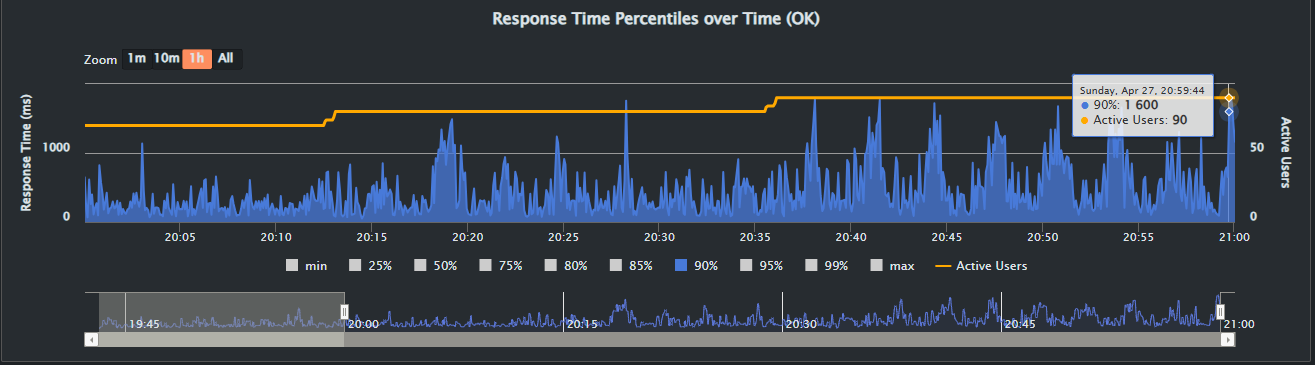 Response Time Percentiles over Time (OK)
Zoom 1m 10m 1h All
Response Time (ms)
1000
0
Sunday, Apr 27, 20:59:44
90%: 1 600
Active Users: 90
50
0
Active Users
20:05 20:10 20:15 20:20 20:25 20:30 20:35 20:40 20:45 20:50 20:55 21:00
min 25% 50% 75% 80% 85% 90% 95% 99% max Active Users
19:45 20:00 20:15 20:30 20:45 21:00